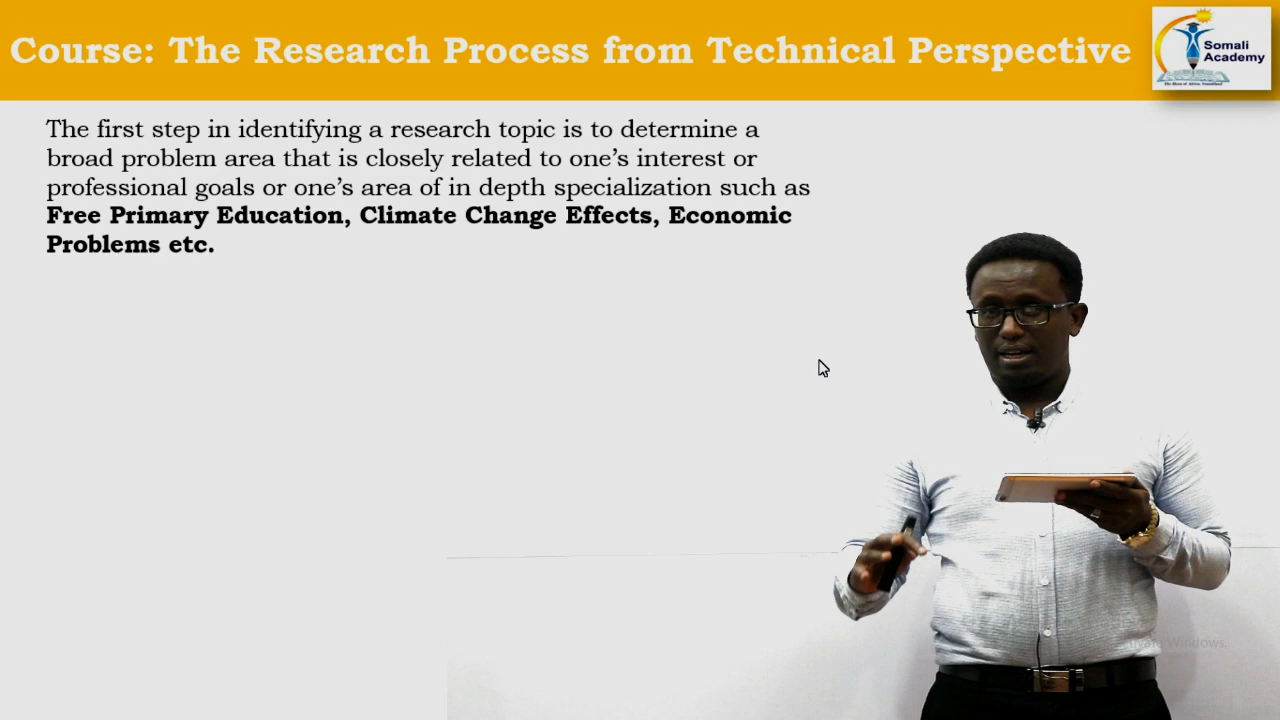 Course: The Research Process from Technical Perspective
Somali
Academy
The first step in identifying a research topic is to determine a
broad problem area that is closely related to one's interest or
professional goals or one's area of in depth specialization such as
Free Primary Education, Climate Change Effects, Economic
Problems etc.
Windows.